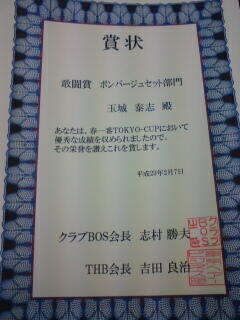 賞状
敢闘賞 ボンバージュセット部門
玉城 泰志 殿
あなたは、春一番TOKYO-CUPにおいて
優秀な成績を収められましたので、
その栄誉を讃えこれを賞します。
平成23年2月7日
クラブBOS会長 志村 勝夫
THB会長 吉田 良治